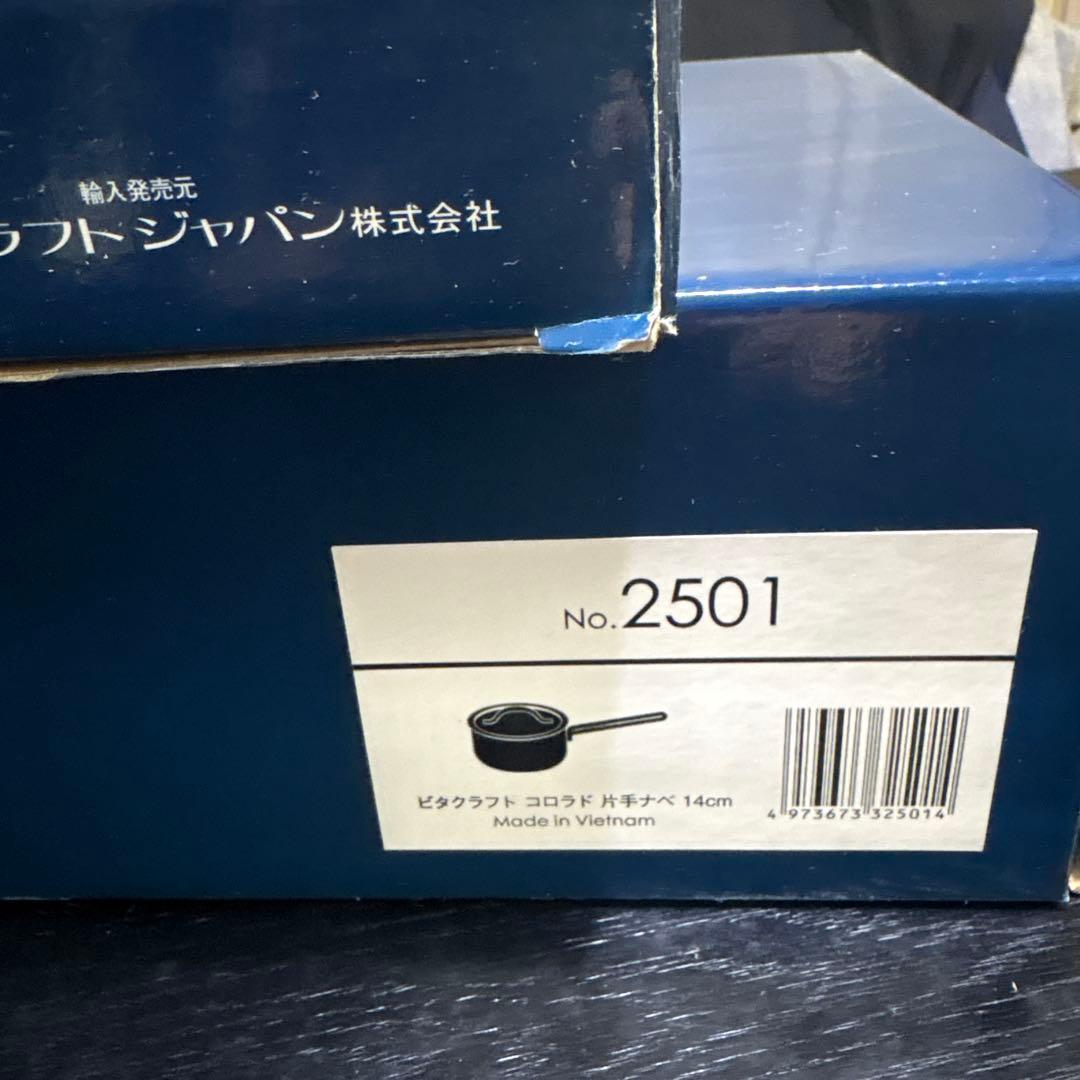 輸入発売元
ラフト ジャパン株式会社
No.2501
ビタクラフト コロラド 片手ナベ 14cm
Made in Vietnam
4 973673 325014